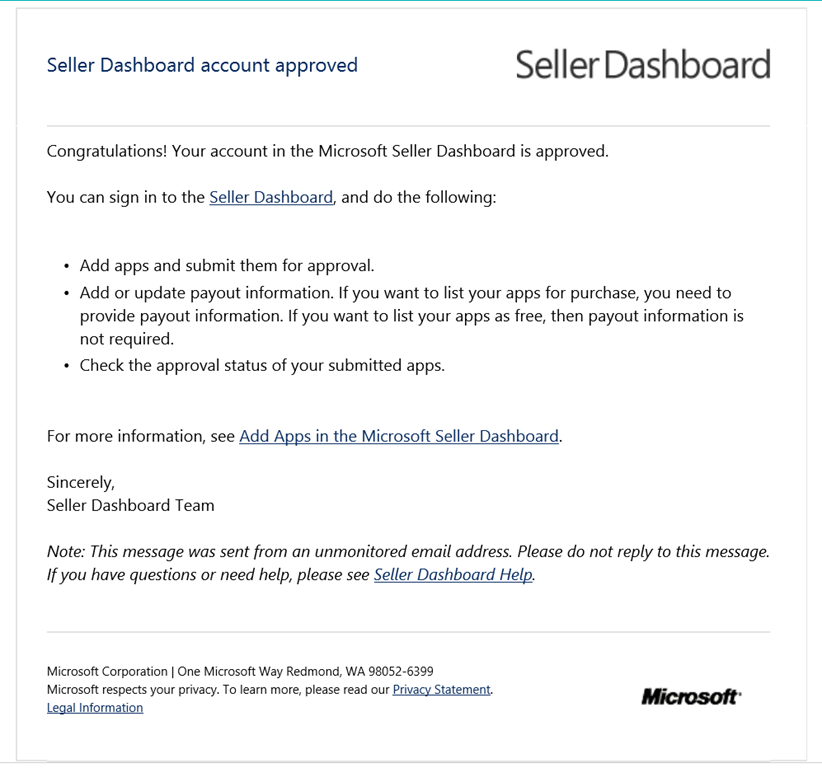 Seller Dashboard account approved
Seller Dashboard
Congratulations! Your account in the Microsoft Seller Dashboard is approved.
You can sign in to the Seller Dashboard, and do the following:
• Add apps and submit them for approval.
• Add or update payout information. If you want to list your apps for purchase, you need to
provide payout information. If you want to list your apps as free, then payout information is
not required.
• Check the approval status of your submitted apps.
For more information, see Add Apps in the Microsoft Seller Dashboard.
Sincerely,
Seller Dashboard Team
Note: This message was sent from an unmonitored email address. Please do not reply to this message.
If you have questions or need help, please see Seller Dashboard Help.
Microsoft Corporation | One Microsoft Way Redmond, WA 98052-6399
Microsoft respects your privacy. To learn more, please read our Privacy Statement.
Legal Information
Microsoft